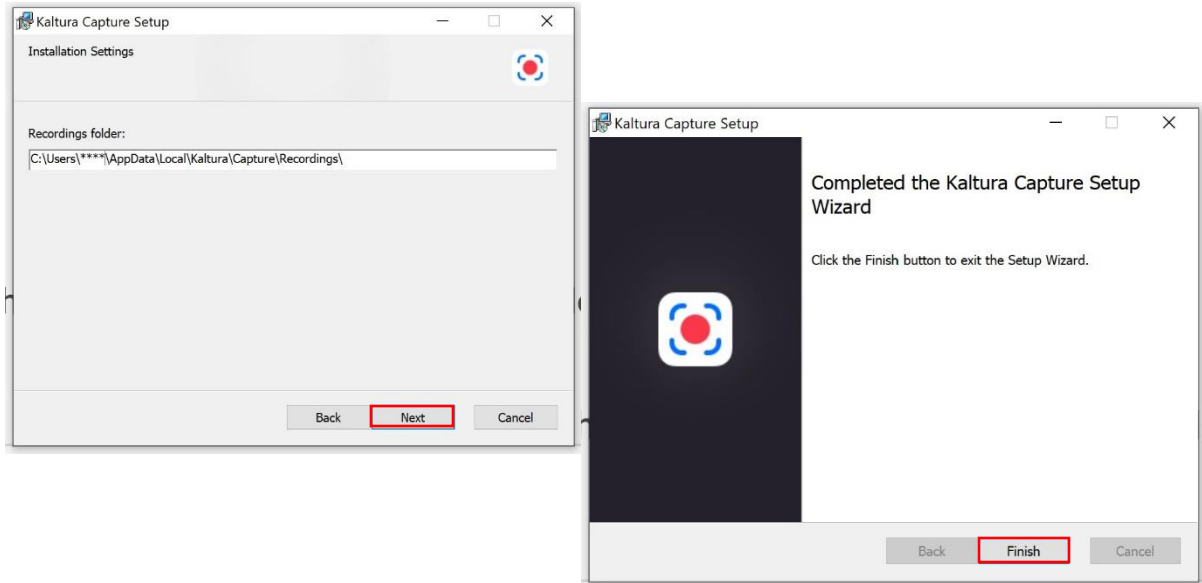 Kaltura Capture Setup
Installation Settings
Recordings folder:
C:\Users\****\AppData\Local\Kaltura\Capture\Recordings\
Back Next Cancel
Kaltura Capture Setup
Completed the Kaltura Capture Setup
Wizard
Click the Finish button to exit the Setup Wizard.
Back Finish Cancel